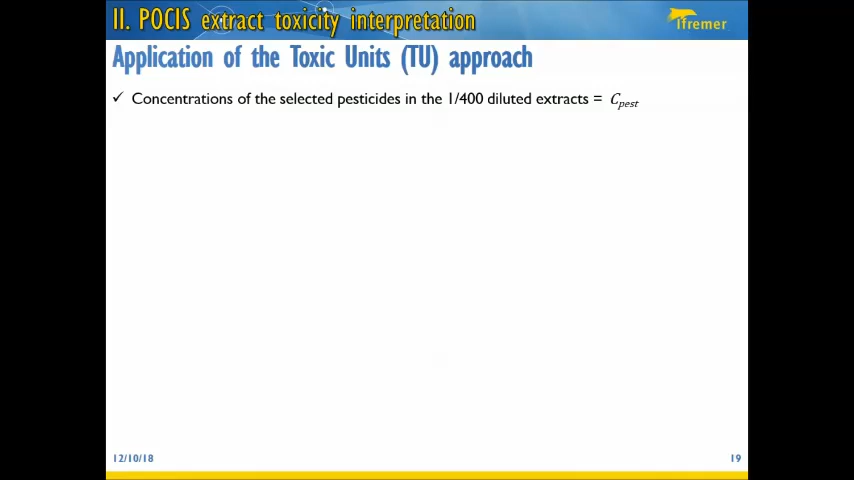 II. POCIS extract toxicity interpretation
ifremer
Application of the Toxic Units (TU) approach
✓ Concentrations of the selected pesticides in the 1/400 diluted extracts = Cpest
12/10/18
19